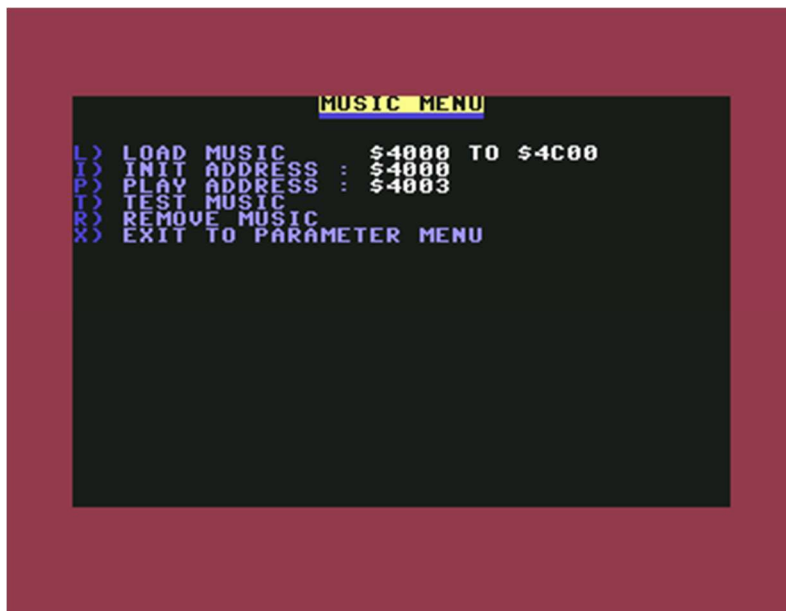 MUSIC MENU
L) LOAD MUSIC $4000 TO $4C00
I) INIT ADDRESS : $4000
P) PLAY ADDRESS : $4003
T) TEST MUSIC
R) REMOVE MUSIC
X) EXIT TO PARAMETER MENU